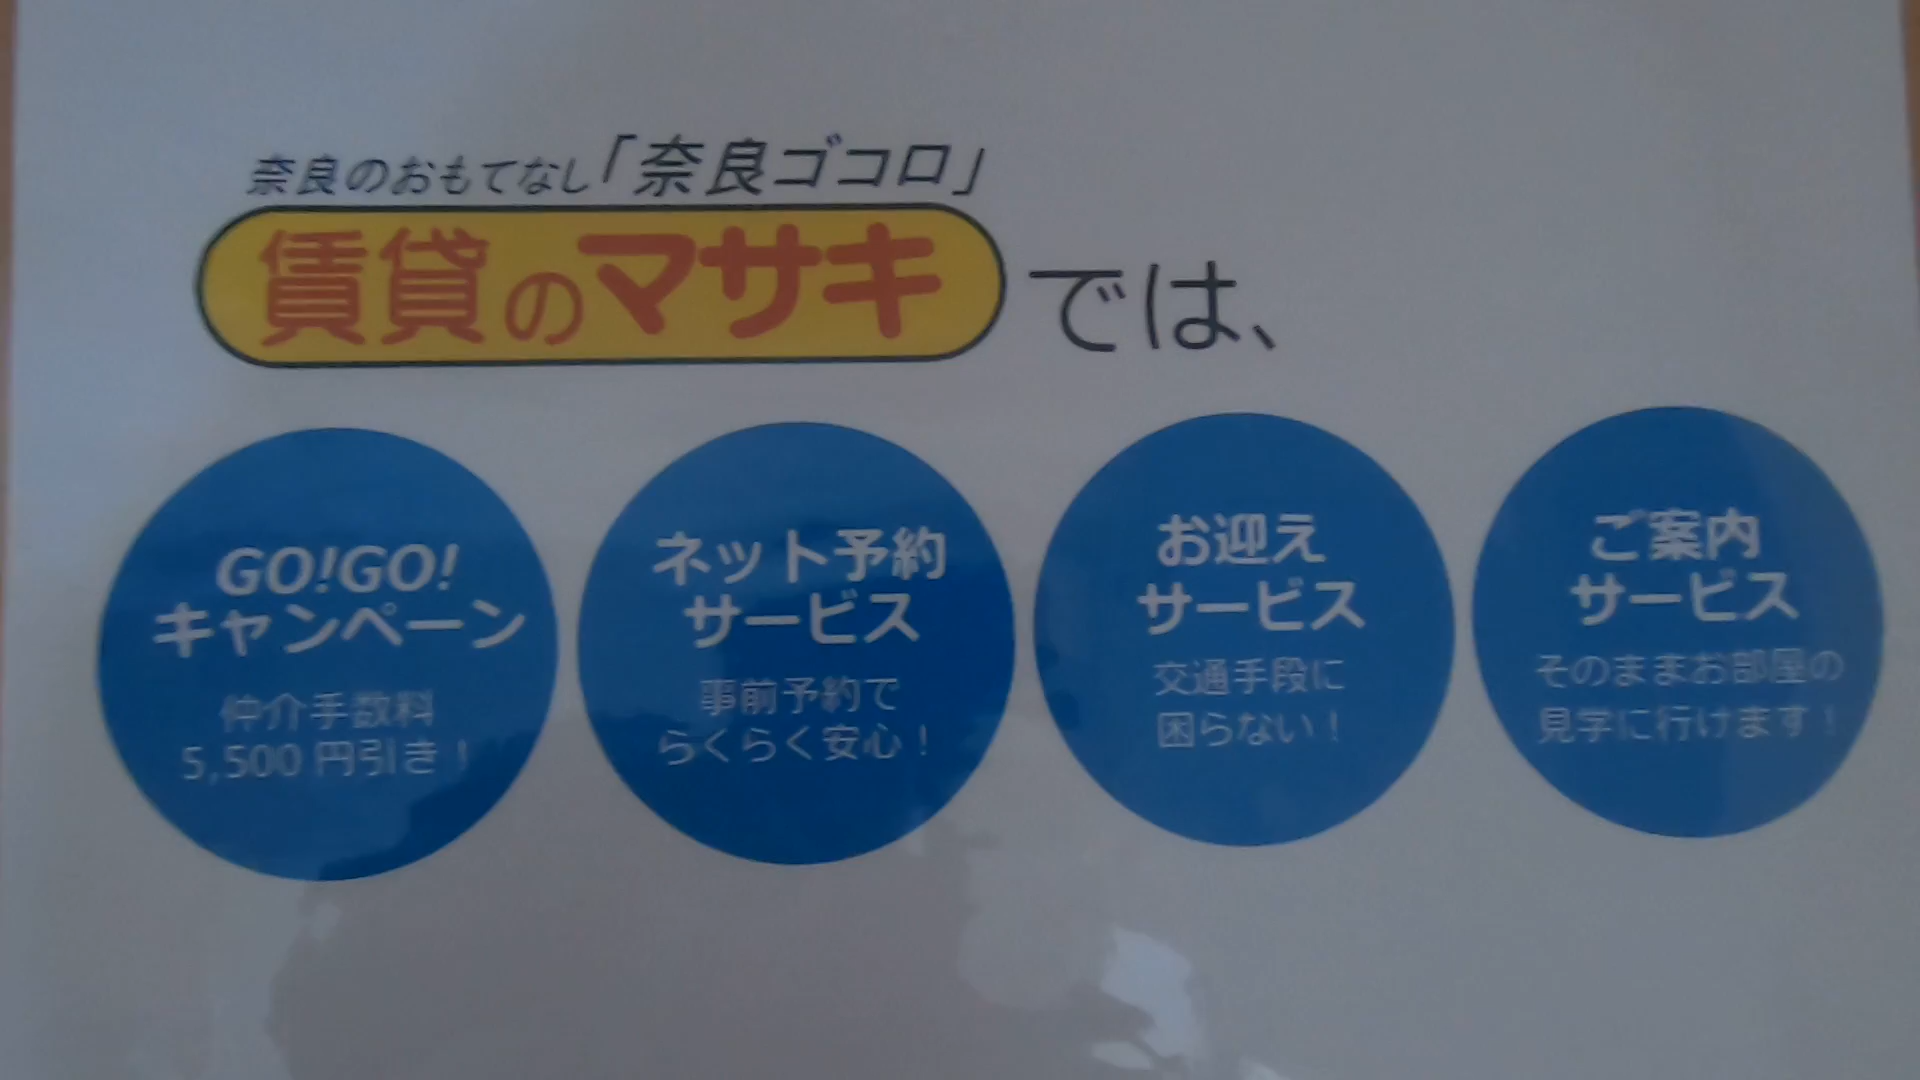 奈良のおもてなし「奈良ゴコロ」
賃貸のマサキでは、
GO!GO!
キャンペーン
仲介手数料
5,500円引き！
ネット予約
サービス
事前予約で
らくらく安心！
お迎え
サービス
交通手段に
困らない！
ご案内
サービス
そのままお部屋の
見学に行けます！